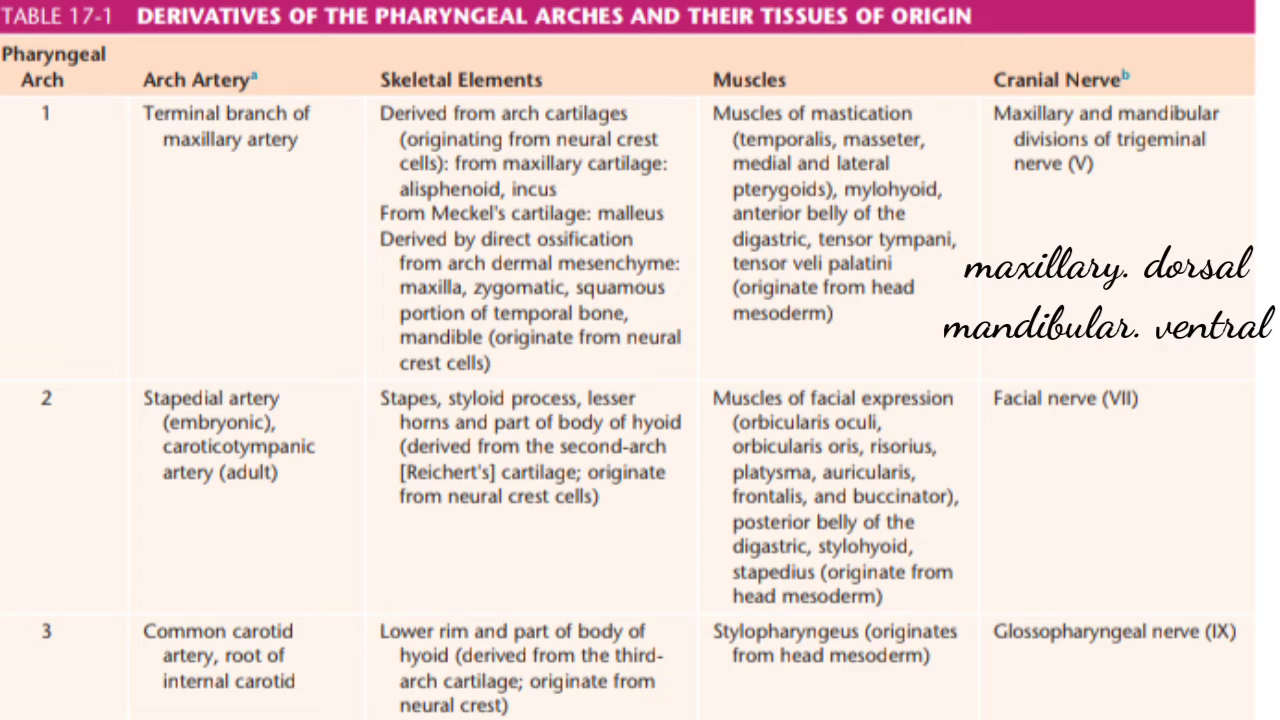 TABLE 17-1 DERIVATIVES OF THE PHARYNGEAL ARCHES AND THEIR TISSUES OF ORIGIN
Pharyngeal
Arch
Arch Arteryᵃ
Skeletal Elements
Muscles
Cranial Nerveᵇ
1
Terminal branch of
maxillary artery
Derived from arch cartilages
(originating from neural crest
cells): from maxillary cartilage:
alisphenoid, incus
From Meckel's cartilage: malleus
Derived by direct ossification
from arch dermal mesenchyme:
maxilla, zygomatic, squamous
portion of temporal bone,
mandible (originate from neural
crest cells)
Muscles of mastication
(temporalis, masseter,
medial and lateral
pterygoids), mylohyoid,
anterior belly of the
digastric, tensor tympani,
tensor veli palatini
(originate from head
mesoderm)
Maxillary and mandibular
divisions of trigeminal
nerve (V)
maxillary. dorsal
mandibular. ventral
2
Stapedial artery
(embryonic),
caroticotympanic
artery (adult)
Stapes, styloid process, lesser
horns and part of body of hyoid
(derived from the second-arch
[Reichert's] cartilage; originate
from neural crest cells)
Muscles of facial expression
(orbicularis oculi,
orbicularis oris, risorius,
platysma, auricularis,
frontalis, and buccinator),
posterior belly of the
digastric, stylohyoid,
stapedius (originate from
head mesoderm)
Facial nerve (VII)
3
Common carotid
artery, root of
internal carotid
Lower rim and part of body of
hyoid (derived from the third-
arch cartilage; originate from
neural crest)
Stylopharyngeus (originates
from head mesoderm)
Glossopharyngeal nerve (IX)